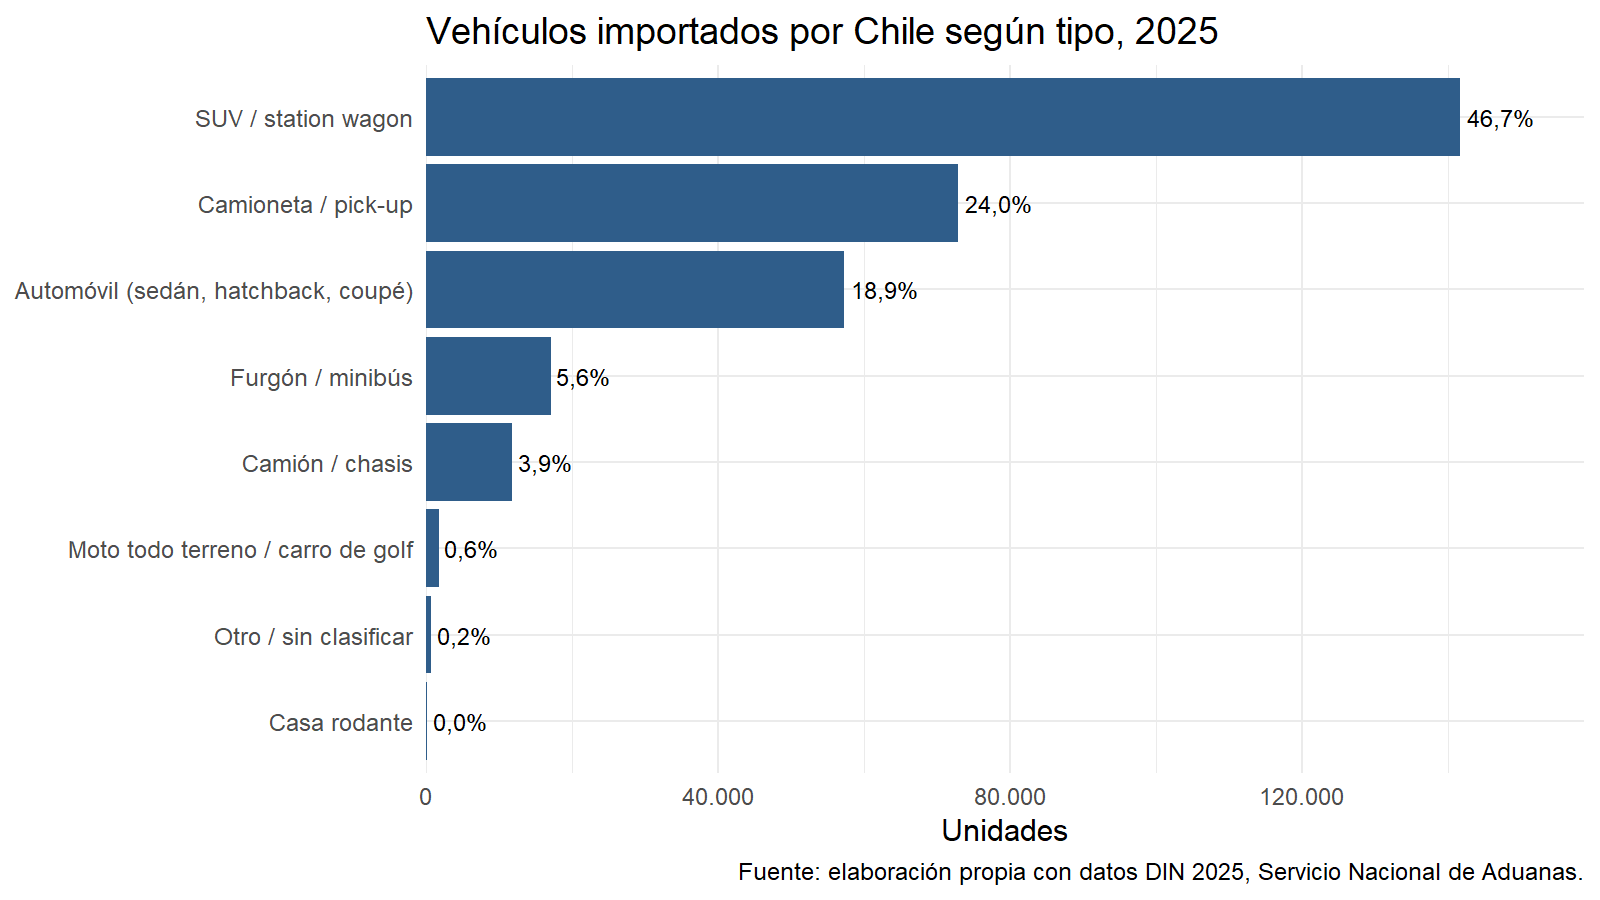 Vehículos importados por Chile según tipo, 2025
SUV / station wagon 46,7%
Camioneta / pick-up 24,0%
Automóvil (sedán, hatchback, coupé) 18,9%
Furgón / minibús 5,6%
Camión / chasis 3,9%
Moto todo terreno / carro de golf 0,6%
Otro / sin clasificar 0,2%
Casa rodante 0,0%
0 40.000 80.000 120.000
Unidades
Fuente: elaboración propia con datos DIN 2025, Servicio Nacional de Aduanas.